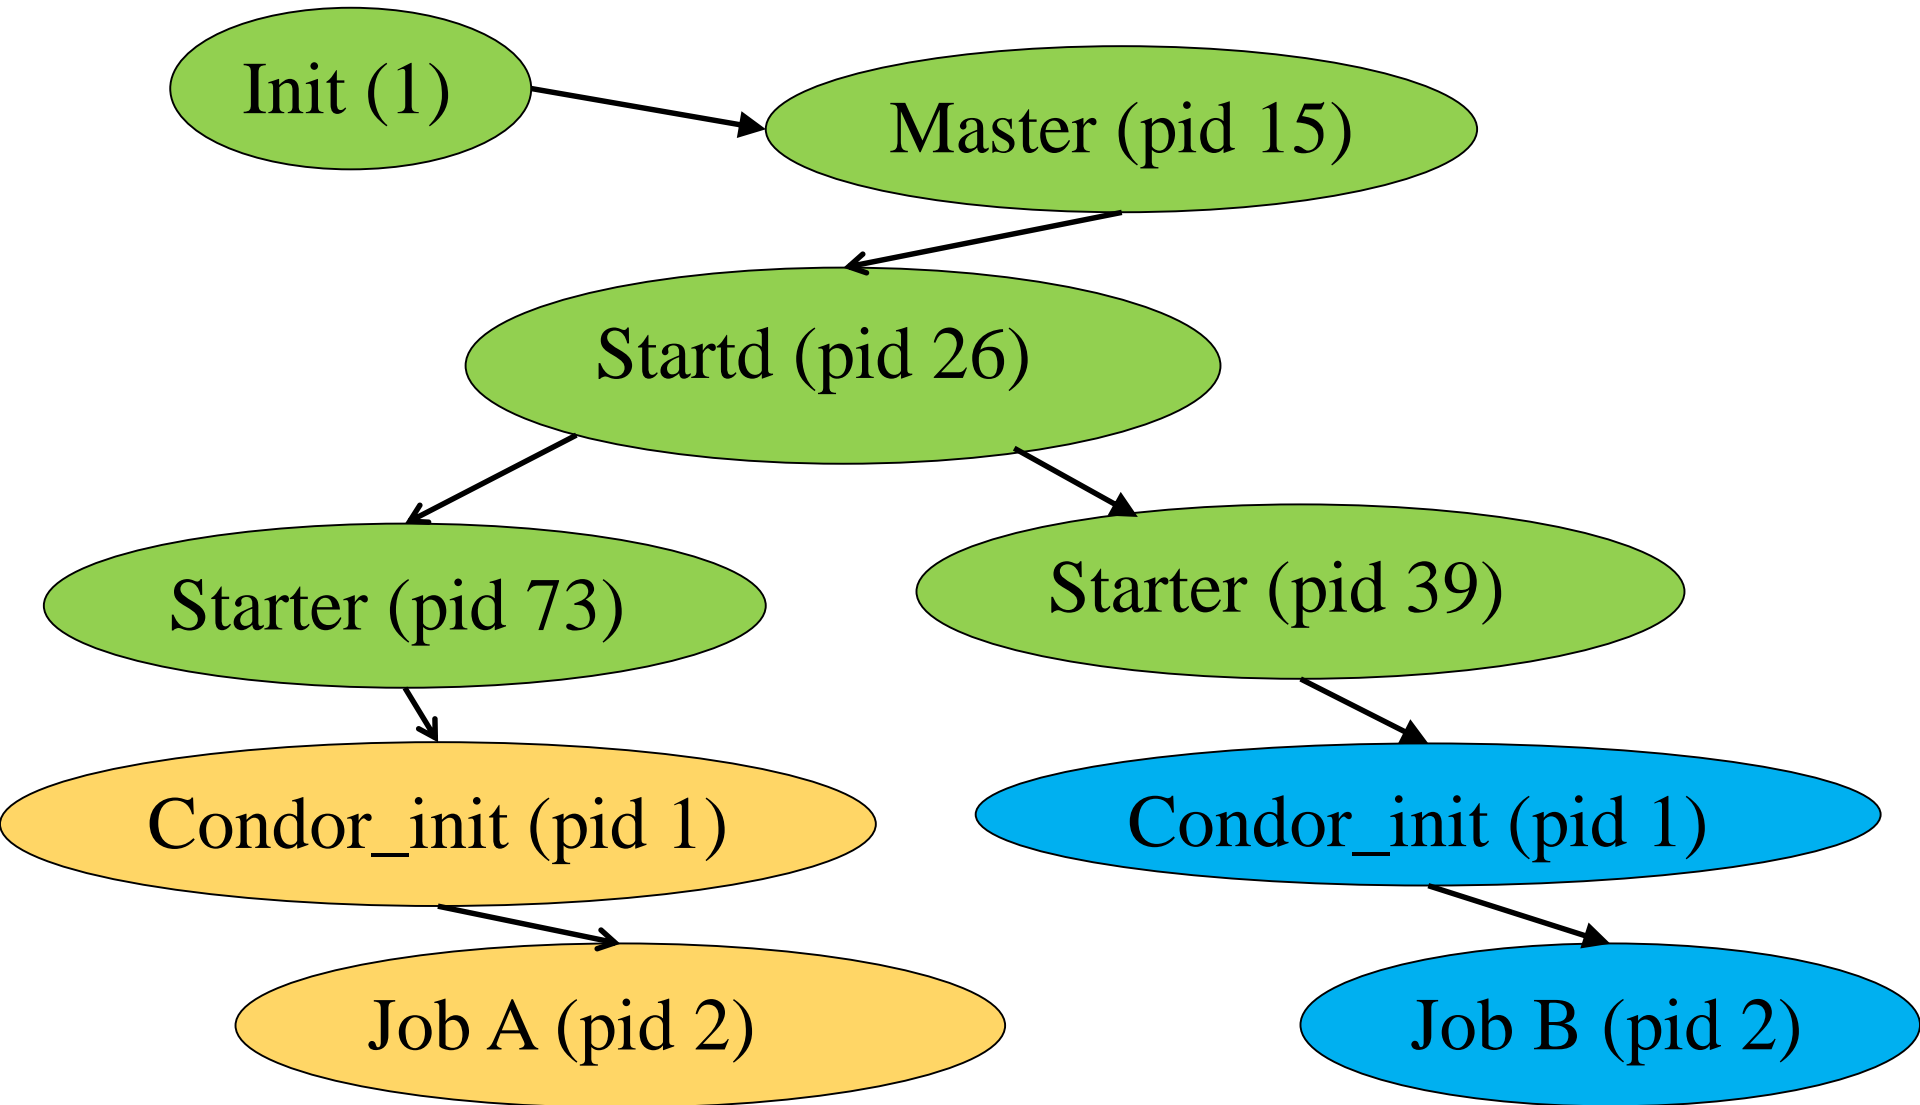 Init (1)
Master (pid 15)
Startd (pid 26)
Starter (pid 73)
Starter (pid 39)
Condor_init (pid 1)
Condor_init (pid 1)
Job A (pid 2)
Job B (pid 2)